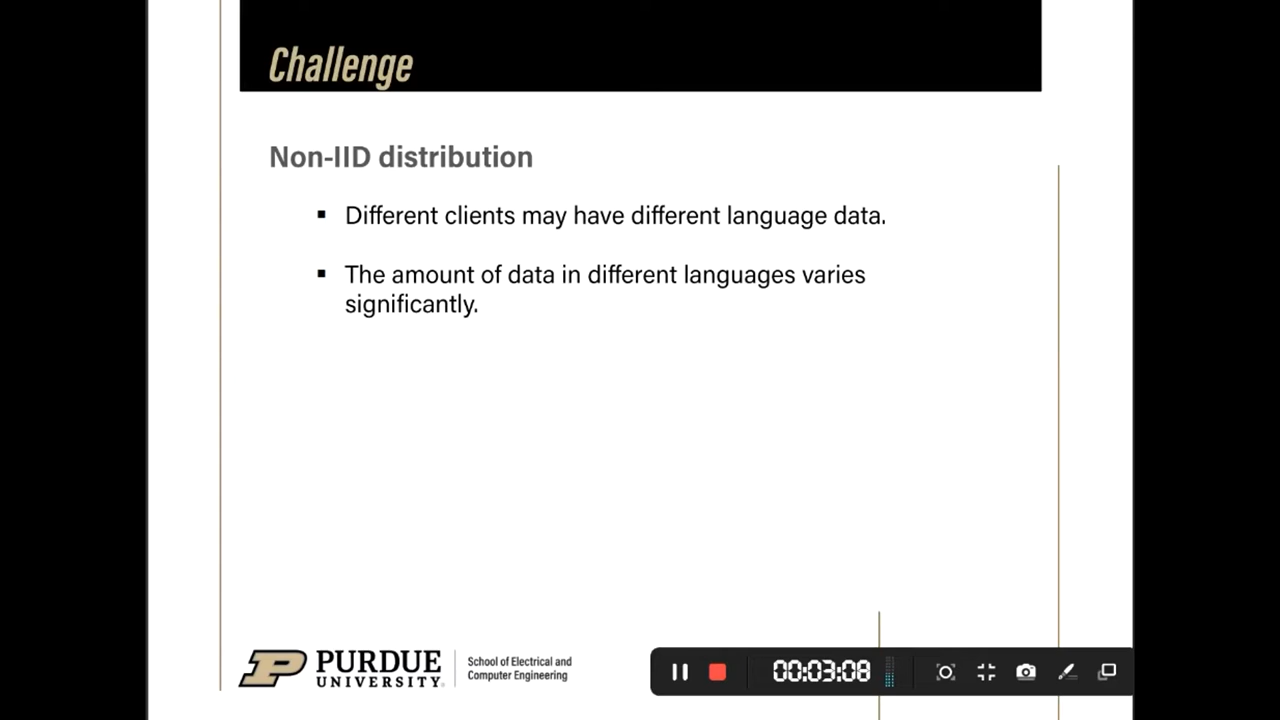 Challenge
Non-IID distribution
▪ Different clients may have different language data.
▪ The amount of data in different languages varies
significantly.
PURDUE
UNIVERSITY.
School of Electrical and
Computer Engineering
00:03:08